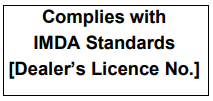 Complies with
IMDA Standards
[Dealer’s Licence No.]